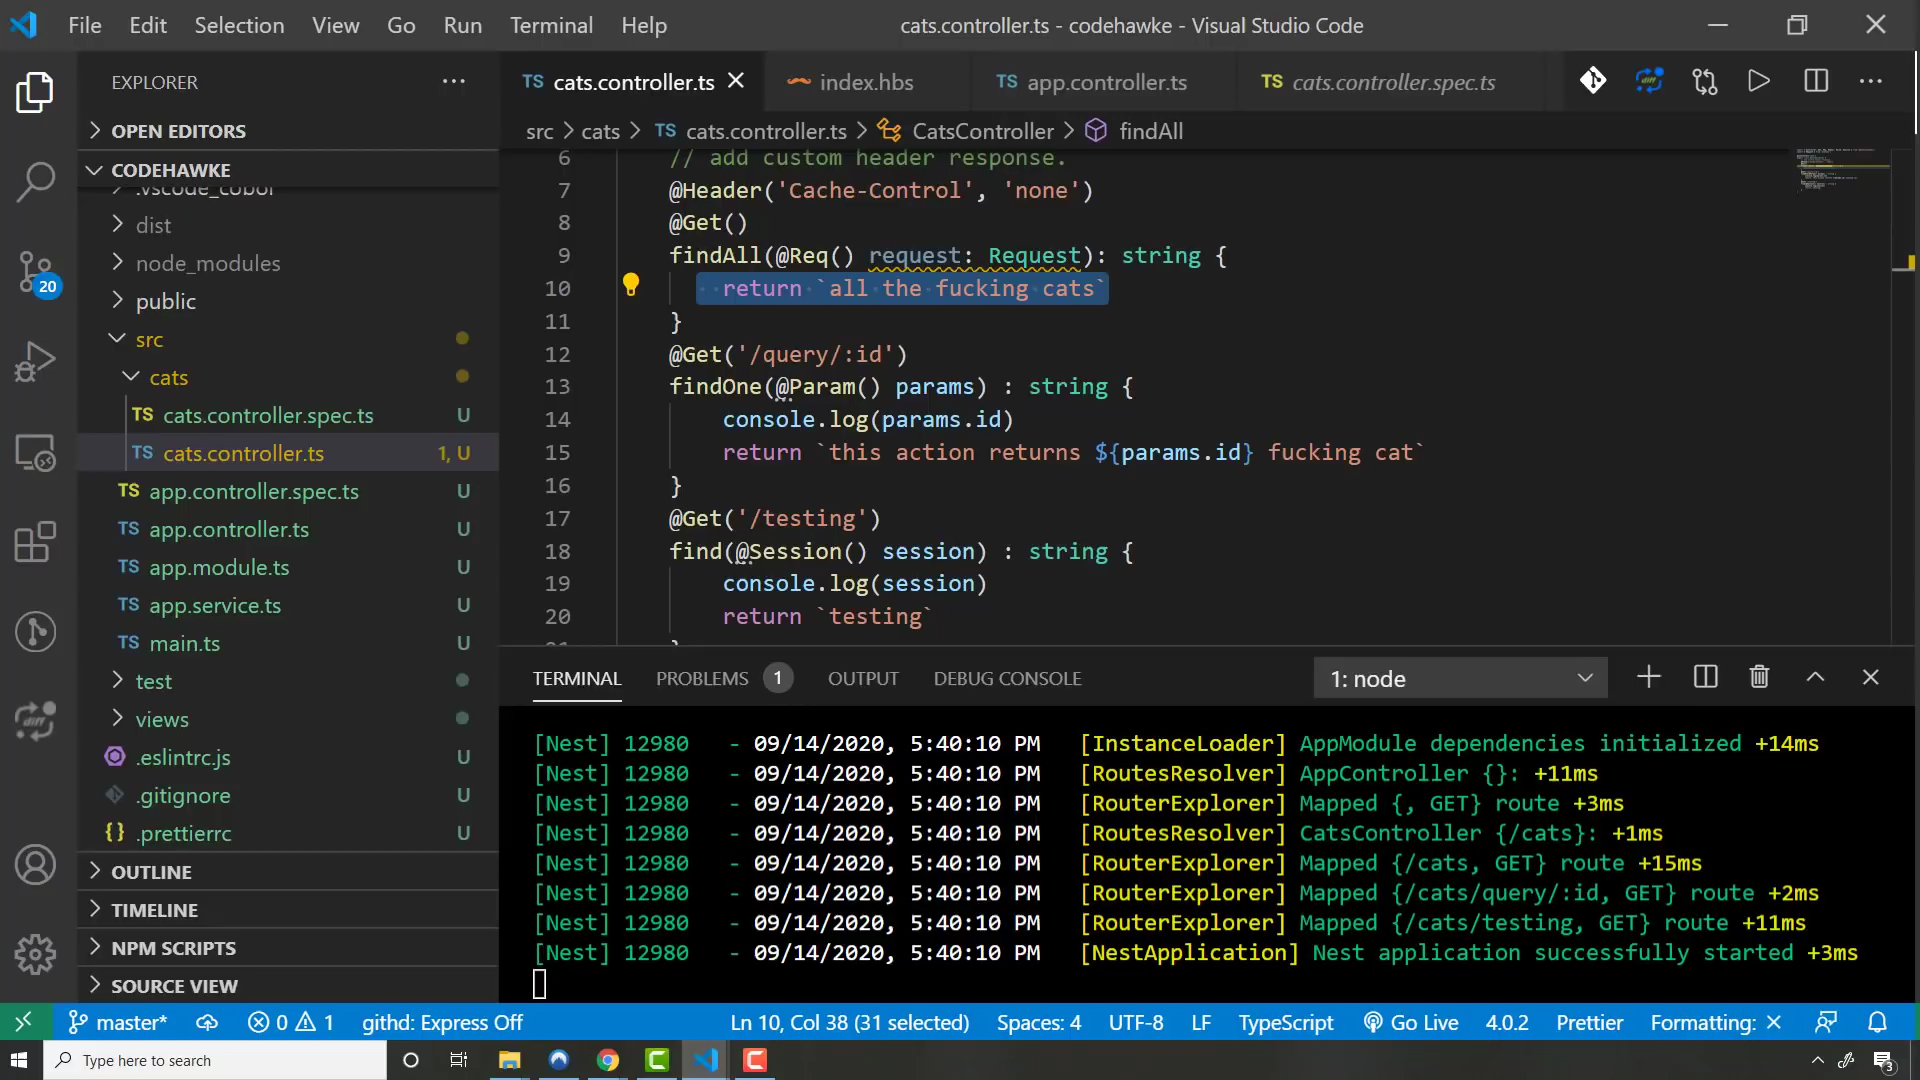 File Edit Selection View Go Run Terminal Help
cats.controller.ts - codehawke - Visual Studio Code
EXPLORER
TS cats.controller.ts
index.hbs
TS app.controller.ts
TS cats.controller.spec.ts
src > cats > TS cats.controller.ts > CatsController > findAll
OPEN EDITORS
CODEHAWKE
.vscode_cobol
dist
node_modules
public
src
cats
TS cats.controller.spec.ts U
TS cats.controller.ts 1, U
TS app.controller.spec.ts U
TS app.controller.ts U
TS app.module.ts U
TS app.service.ts U
TS main.ts U
test
views
.eslintrc.js U
.gitignore U
{} .prettierrc U
OUTLINE
TIMELINE
NPM SCRIPTS
SOURCE VIEW
20
diff
6 // add custom header response.
7 @Header('Cache-Control', 'none')
8 @Get()
9 findAll(@Req() request: Request): string {
10 return `all the fucking cats`
11 }
12 @Get('/query/:id')
13 findOne(@Param() params) : string {
14 console.log(params.id)
15 return `this action returns ${params.id} fucking cat`
16 }
17 @Get('/testing')
18 find(@Session() session) : string {
19 console.log(session)
20 return `testing`
TERMINAL PROBLEMS 1 OUTPUT DEBUG CONSOLE 1: node
[Nest] 12980 - 09/14/2020, 5:40:10 PM [InstanceLoader] AppModule dependencies initialized +14ms
[Nest] 12980 - 09/14/2020, 5:40:10 PM [RoutesResolver] AppController {}: +11ms
[Nest] 12980 - 09/14/2020, 5:40:10 PM [RouterExplorer] Mapped {, GET} route +3ms
[Nest] 12980 - 09/14/2020, 5:40:10 PM [RoutesResolver] CatsController {/cats}: +1ms
[Nest] 12980 - 09/14/2020, 5:40:10 PM [RouterExplorer] Mapped {/cats, GET} route +15ms
[Nest] 12980 - 09/14/2020, 5:40:10 PM [RouterExplorer] Mapped {/cats/query/:id, GET} route +2ms
[Nest] 12980 - 09/14/2020, 5:40:10 PM [RouterExplorer] Mapped {/cats/testing, GET} route +11ms
[Nest] 12980 - 09/14/2020, 5:40:10 PM [NestApplication] Nest application successfully started +3ms
master* 0 1 githd: Express Off Ln 10, Col 38 (31 selected) Spaces: 4 UTF-8 LF TypeScript Go Live 4.0.2 Prettier Formatting: ×
Type here to search
3